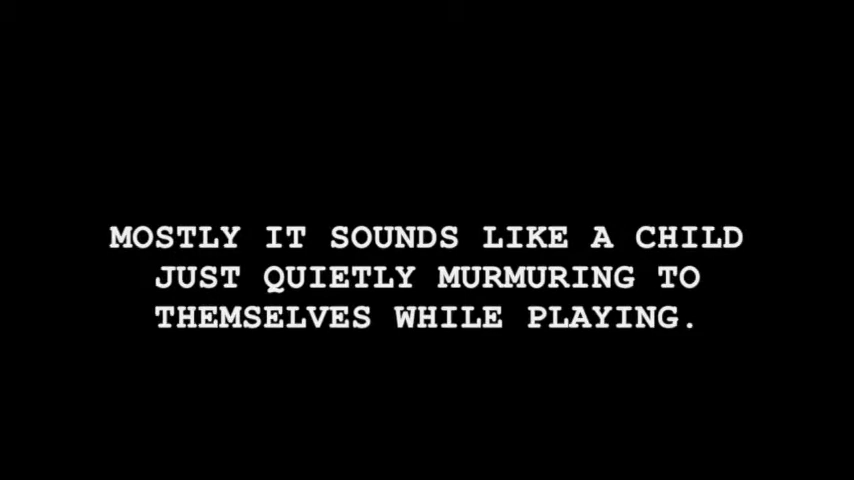 MOSTLY IT SOUNDS LIKE A CHILD
JUST QUIETLY MURMURING TO
THEMSELVES WHILE PLAYING.